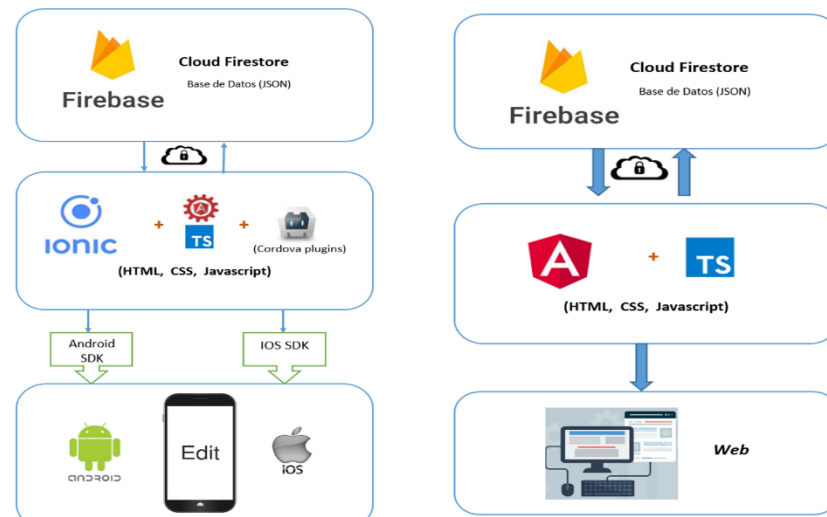 Cloud Firestore
Base de Datos (JSON)
Firebase
IONIC
+
TS
+
(Cordova plugins)
(HTML, CSS, Javascript)
Android
SDK
IOS SDK
Edit
ANDROID
iOS
Cloud Firestore
Base de Datos (JSON)
Firebase
A
+
TS
(HTML, CSS, Javascript)
Web